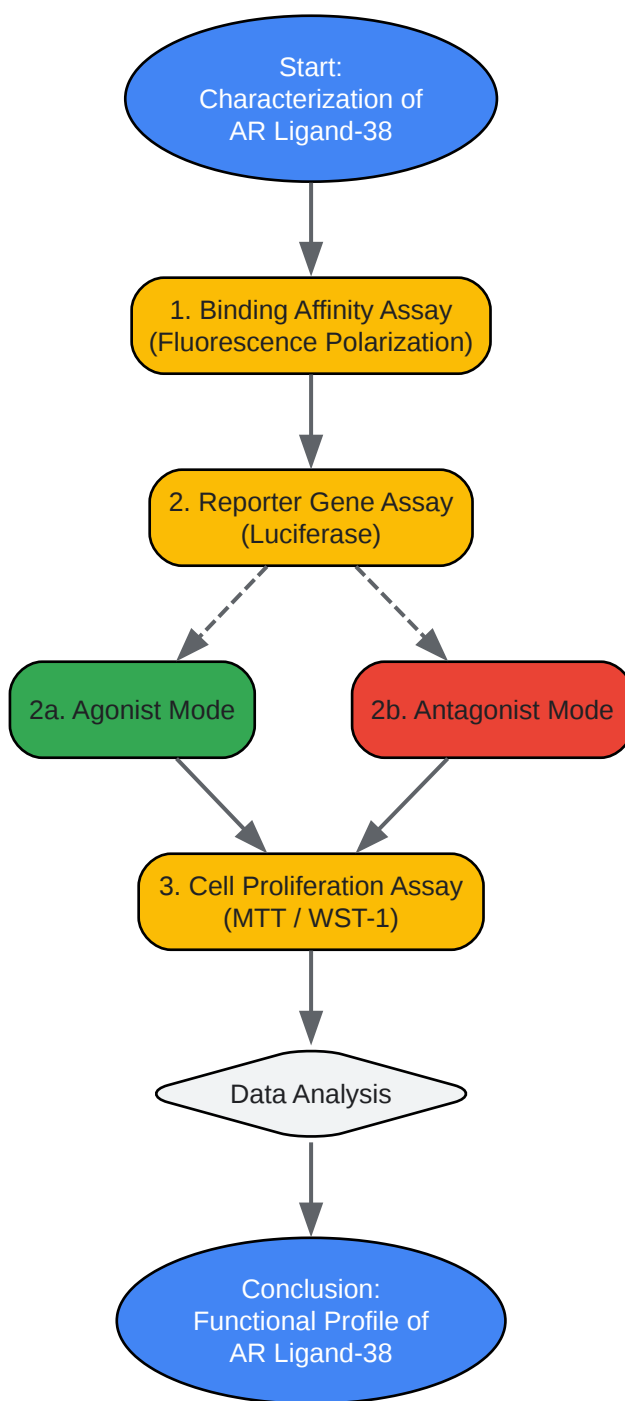 Start:
Characterization of
AR Ligand-38
1. Binding Affinity Assay
(Fluorescence Polarization)
2. Reporter Gene Assay
(Luciferase)
2a. Agonist Mode
2b. Antagonist Mode
3. Cell Proliferation Assay
(MTT / WST-1)
Data Analysis
Conclusion:
Functional Profile of
AR Ligand-38